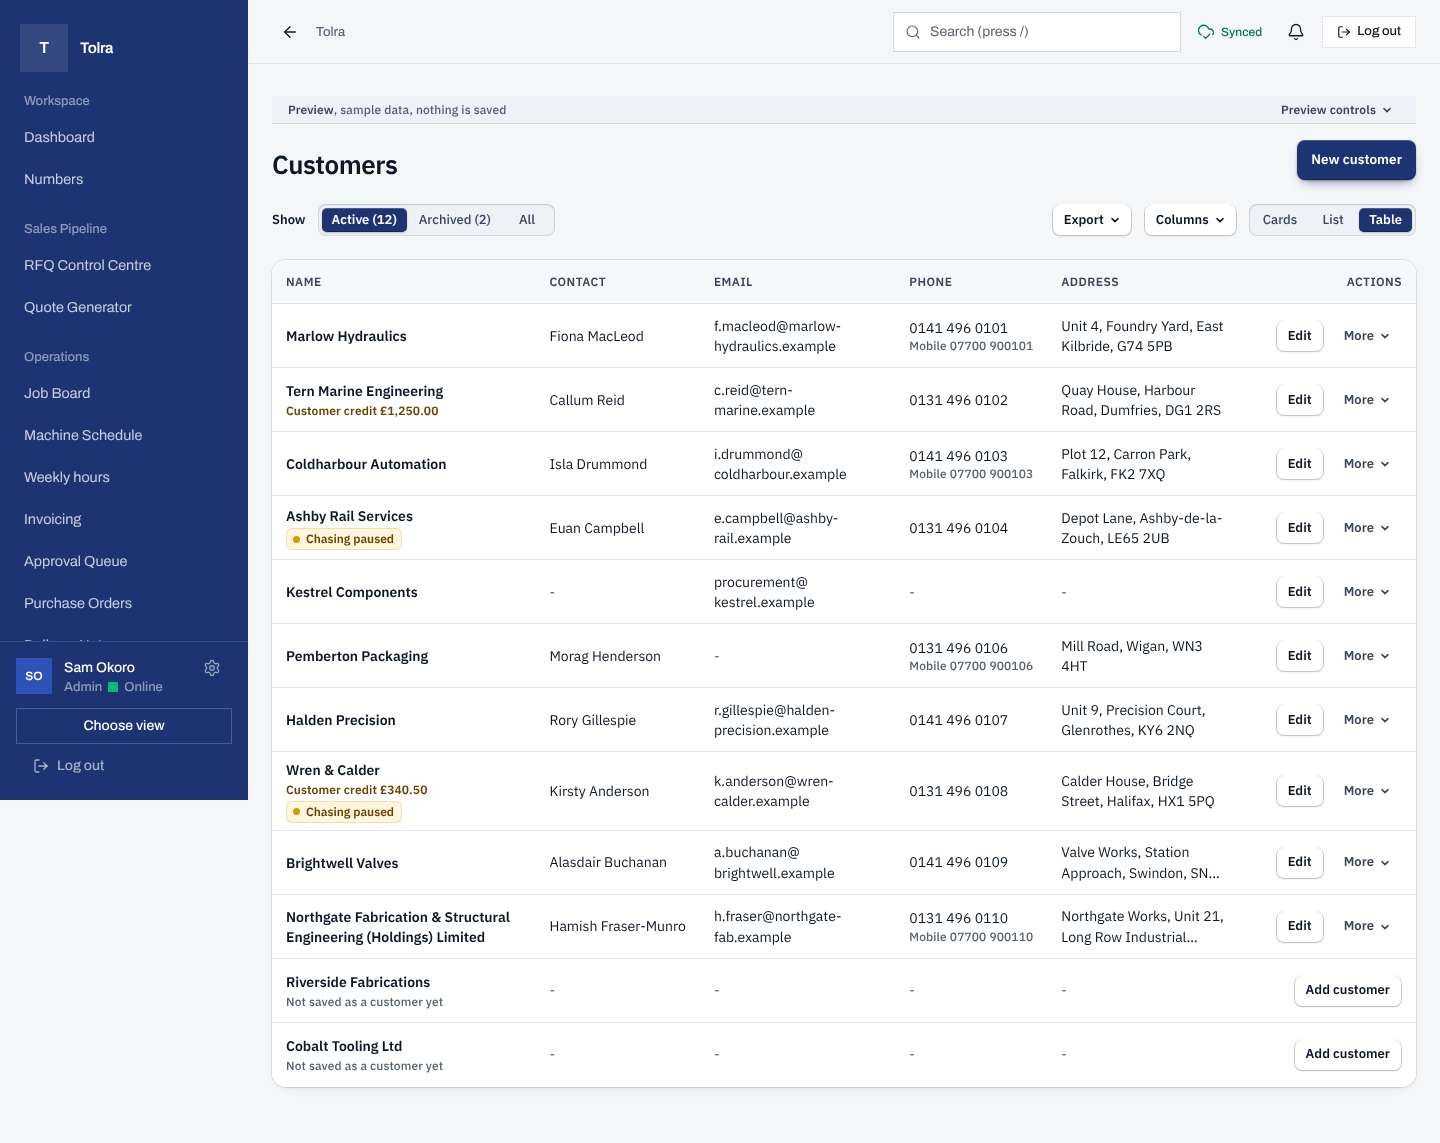 T
Tolra
Workspace
Dashboard
Numbers
Sales Pipeline
RFQ Control Centre
Quote Generator
Operations
Job Board
Machine Schedule
Weekly hours
Invoicing
Approval Queue
Purchase Orders
SO
Sam Okoro
Admin Online
Choose view
Log out
Tolra
Search (press /)
Synced
Log out
Preview, sample data, nothing is saved
Preview controls
Customers
New customer
Show
Active (12)
Archived (2)
All
Export
Columns
Cards
List
Table
NAME CONTACT EMAIL PHONE ADDRESS ACTIONS
Marlow Hydraulics
Fiona MacLeod
f.macleod@marlow-
hydraulics.example
0141 496 0101
Mobile 07700 900101
Unit 4, Foundry Yard, East
Kilbride, G74 5PB
Edit
More
Tern Marine Engineering
Customer credit £1,250.00
Callum Reid
c.reid@tern-
marine.example
0131 496 0102
Quay House, Harbour
Road, Dumfries, DG1 2RS
Edit
More
Coldharbour Automation
Isla Drummond
i.drummond@
coldharbour.example
0141 496 0103
Mobile 07700 900103
Plot 12, Carron Park,
Falkirk, FK2 7XQ
Edit
More
Ashby Rail Services
Chasing paused
Euan Campbell
e.campbell@ashby-
rail.example
0131 496 0104
Depot Lane, Ashby-de-la-
Zouch, LE65 2UB
Edit
More
Kestrel Components
-
procurement@
kestrel.example
-
-
Edit
More
Pemberton Packaging
Morag Henderson
-
0131 496 0106
Mobile 07700 900106
Mill Road, Wigan, WN3
4HT
Edit
More
Halden Precision
Rory Gillespie
r.gillespie@halden-
precision.example
0141 496 0107
Unit 9, Precision Court,
Glenrothes, KY6 2NQ
Edit
More
Wren & Calder
Customer credit £340.50
Chasing paused
Kirsty Anderson
k.anderson@wren-
calder.example
0131 496 0108
Calder House, Bridge
Street, Halifax, HX1 5PQ
Edit
More
Brightwell Valves
Alasdair Buchanan
a.buchanan@
brightwell.example
0141 496 0109
Valve Works, Station
Approach, Swindon, SN...
Edit
More
Northgate Fabrication & Structural
Engineering (Holdings) Limited
Hamish Fraser-Munro
h.fraser@northgate-
fab.example
0131 496 0110
Mobile 07700 900110
Northgate Works, Unit 21,
Long Row Industrial...
Edit
More
Riverside Fabrications
Not saved as a customer yet
-
-
-
-
Add customer
Cobalt Tooling Ltd
Not saved as a customer yet
-
-
-
-
Add customer